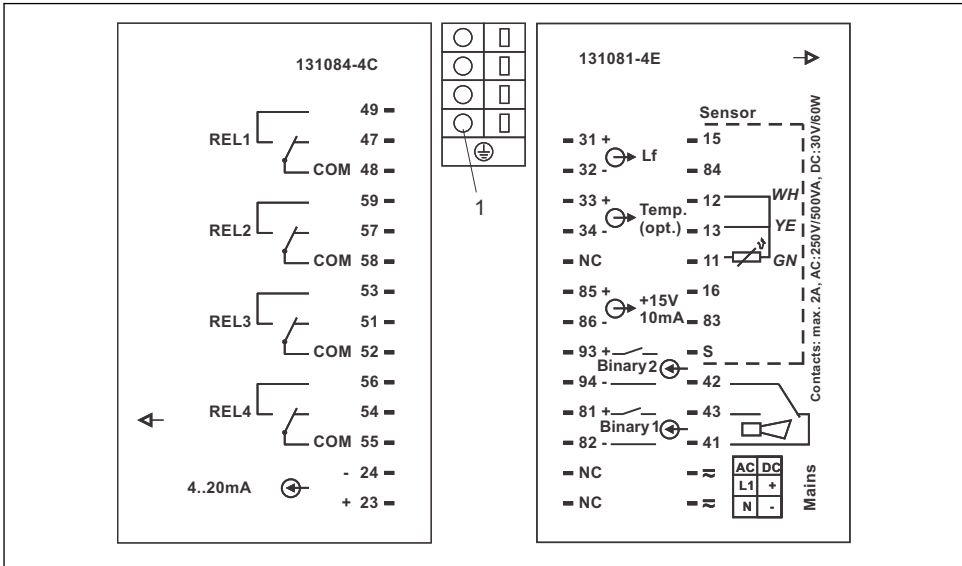 131084-4C
49
REL1 47
COM 48
59
REL2 57
COM 58
53
REL3 51
COM 52
56
REL4 54
COM 55
- 24
4..20mA
+ 23
1
131081-4E
Sensor
31 + 15
Lf
32 - 84
33 + 12 WH
Temp.
(opt.)
34 - 13 YE
NC 11 GN
85 + 16
+15V
10mA
86 - 83
93 + S
Binary 2
94 - 42
81 + 43
Binary 1
82 - 41
NC ≂
NC ≂
AC DC
L1 +
N -
Mains
Contacts: max. 2A, AC:250V/500VA, DC:30V/60W